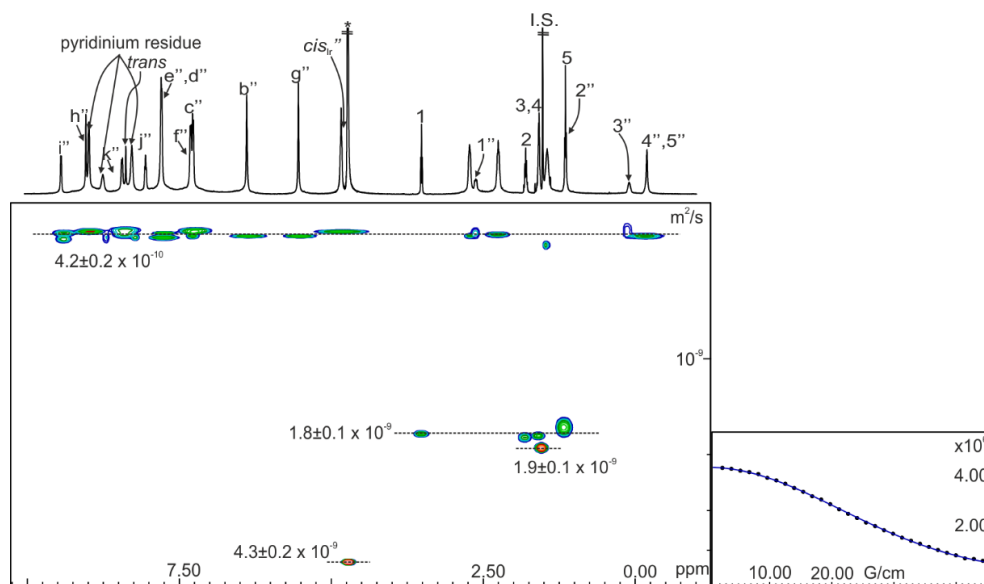 I.S.
*
pyridinium residue
trans
cis_Ir''
e'',d''
5
h''
b''
g''
2''
c''
1
3,4
f''
i''
k''
j''
1''
2
3''
4'',5''
m²/s
4.2±0.2 x 10⁻¹⁰
10⁻⁹
1.8±0.1 x 10⁻⁹
1.9±0.1 x 10⁻⁹
4.3±0.2 x 10⁻⁹
4.00
2.00
7.50
2.50
0.00 ppm
10.00
20.00
G/cm